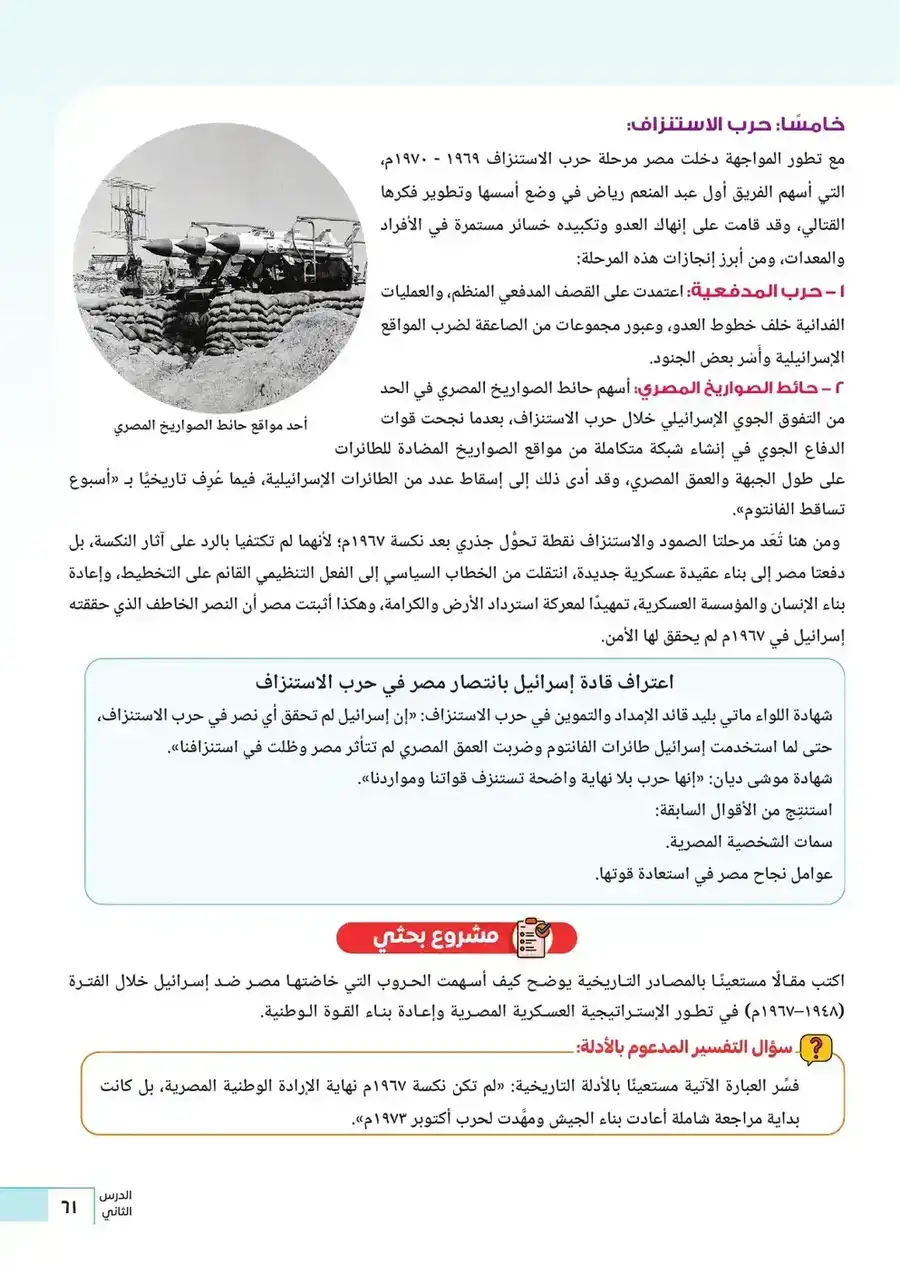 خامسًا: حرب الاستنزاف:
مع تطور المواجهة دخلت مصر مرحلة حرب الاستنزاف ١٩٦٩ - ١٩٧٠م،
التي أسهم الفريق أول عبد المنعم رياض في وضع أسسها وتطوير فكرها
القتالي، وقد قامت على إنهاك العدو وتكبيده خسائر مستمرة في الأفراد
والمعدات، ومن أبرز إنجازات هذه المرحلة:
١ – حرب المدفعية: اعتمدت على القصف المدفعي المنظم، والعمليات
الفدائية خلف خطوط العدو، وعبور مجموعات من الصاعقة لضرب المواقع
الإسرائيلية وأَسْر بعض الجنود.
٢ – حائط الصواريخ المصري: أسهم حائط الصواريخ المصري في الحد
من التفوق الجوي الإسرائيلي خلال حرب الاستنزاف، بعدما نجحت قوات
الدفاع الجوي في إنشاء شبكة متكاملة من مواقع الصواريخ المضادة للطائرات
على طول الجبهة والعمق المصري، وقد أدى ذلك إلى إسقاط عدد من الطائرات الإسرائيلية، فيما عُرِف تاريخيًّا بـ «أسبوع
تساقط الفانتوم».
أحد مواقع حائط الصواريخ المصري
ومن هنا تُعَد مرحلتا الصمود والاستنزاف نقطة تحوُّل جذري بعد نكسة ١٩٦٧م؛ لأنهما لم تكتفيا بالرد على آثار النكسة، بل
دفعتا مصر إلى بناء عقيدة عسكرية جديدة، انتقلت من الخطاب السياسي إلى الفعل التنظيمي القائم على التخطيط، وإعادة
بناء الإنسان والمؤسسة العسكرية، تمهيدًا لمعركة استرداد الأرض والكرامة، وهكذا أثبتت مصر أن النصر الخاطف الذي حققته
إسرائيل في ١٩٦٧م لم يحقق لها الأمن.
اعتراف قادة إسرائيل بانتصار مصر في حرب الاستنزاف
شهادة اللواء ماتي بليد قائد الإمداد والتموين في حرب الاستنزاف: «إن إسرائيل لم تحقق أي نصر في حرب الاستنزاف،
حتى لما استخدمت إسرائيل طائرات الفانتوم وضربت العمق المصري لم تتأثر مصر وظلت في استنزافنا».
شهادة موشى ديان: «إنها حرب بلا نهاية واضحة تستنزف قواتنا ومواردنا».
استنتِج من الأقوال السابقة:
سمات الشخصية المصرية.
عوامل نجاح مصر في استعادة قوتها.
مشروع بحثي
اكتب مقالًا مستعينًا بالمصادر التاريخية يوضح كيف أسهمت الحروب التي خاضتها مصر ضد إسرائيل خلال الفترة
(١٩٤٨–١٩٦٧م) في تطور الإستراتيجية العسكرية المصرية وإعادة بناء القوة الوطنية.
سؤال التفسير المدعوم بالأدلة:
فسِّر العبارة الآتية مستعينًا بالأدلة التاريخية: «لم تكن نكسة ١٩٦٧م نهاية الإرادة الوطنية المصرية، بل كانت
بداية مراجعة شاملة أعادت بناء الجيش ومهَّدت لحرب أكتوبر ١٩٧٣م».
الدرس
الثاني
٦١